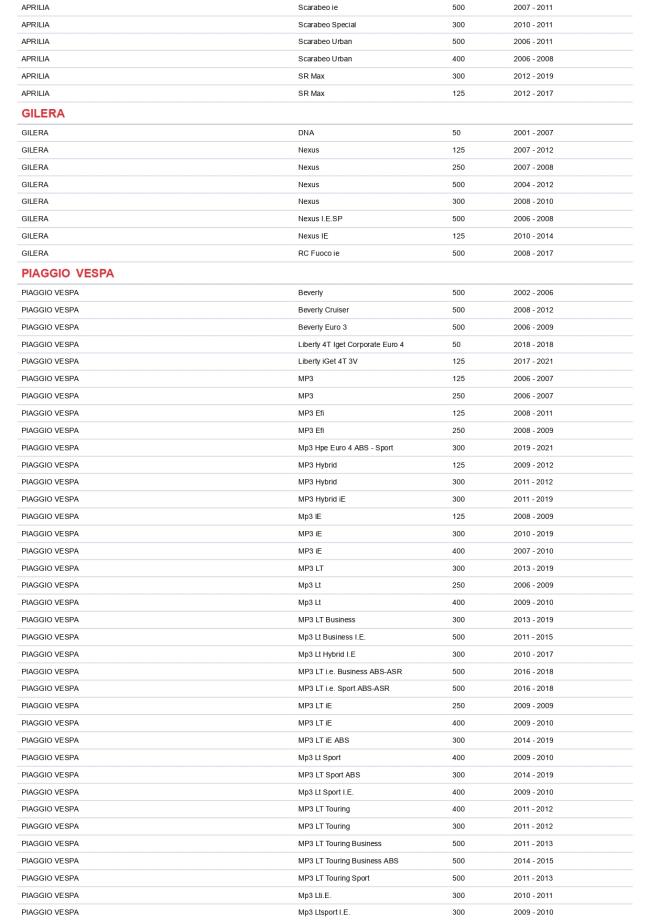 APRILIA Scarabeo ie 500 2007 - 2011
APRILIA Scarabeo Special 300 2010 - 2011
APRILIA Scarabeo Urban 500 2006 - 2011
APRILIA Scarabeo Urban 400 2006 - 2008
APRILIA SR Max 300 2012 - 2019
APRILIA SR Max 125 2012 - 2017
GILERA
GILERA DNA 50 2001 - 2007
GILERA Nexus 125 2007 - 2012
GILERA Nexus 250 2007 - 2008
GILERA Nexus 500 2004 - 2012
GILERA Nexus 300 2008 - 2010
GILERA Nexus I.E.SP 500 2006 - 2008
GILERA Nexus IE 125 2010 - 2014
GILERA RC Fuoco ie 500 2008 - 2017
PIAGGIO VESPA
PIAGGIO VESPA Beverly 500 2002 - 2006
PIAGGIO VESPA Beverly Cruiser 500 2008 - 2012
PIAGGIO VESPA Beverly Euro 3 500 2006 - 2009
PIAGGIO VESPA Liberty 4T Iget Corporate Euro 4 50 2018 - 2018
PIAGGIO VESPA Liberty iGet 4T 3V 125 2017 - 2021
PIAGGIO VESPA MP3 125 2006 - 2007
PIAGGIO VESPA MP3 250 2006 - 2007
PIAGGIO VESPA MP3 Efi 125 2008 - 2011
PIAGGIO VESPA MP3 Efi 250 2008 - 2009
PIAGGIO VESPA Mp3 Hpe Euro 4 ABS - Sport 300 2019 - 2021
PIAGGIO VESPA MP3 Hybrid 125 2009 - 2012
PIAGGIO VESPA MP3 Hybrid 300 2011 - 2012
PIAGGIO VESPA MP3 Hybrid iE 300 2011 - 2019
PIAGGIO VESPA Mp3 IE 125 2008 - 2009
PIAGGIO VESPA MP3 iE 300 2010 - 2019
PIAGGIO VESPA MP3 iE 400 2007 - 2010
PIAGGIO VESPA MP3 LT 300 2013 - 2019
PIAGGIO VESPA Mp3 Lt 250 2006 - 2009
PIAGGIO VESPA Mp3 Lt 400 2009 - 2010
PIAGGIO VESPA MP3 LT Business 300 2013 - 2019
PIAGGIO VESPA Mp3 Lt Business I.E. 500 2011 - 2015
PIAGGIO VESPA Mp3 Lt Hybrid I.E 300 2010 - 2017
PIAGGIO VESPA MP3 LT i.e. Business ABS-ASR 500 2016 - 2018
PIAGGIO VESPA MP3 LT i.e. Sport ABS-ASR 500 2016 - 2018
PIAGGIO VESPA MP3 LT iE 250 2009 - 2009
PIAGGIO VESPA MP3 LT iE 400 2009 - 2010
PIAGGIO VESPA MP3 LT iE ABS 300 2014 - 2019
PIAGGIO VESPA Mp3 Lt Sport 400 2009 - 2010
PIAGGIO VESPA MP3 LT Sport ABS 300 2014 - 2019
PIAGGIO VESPA Mp3 Lt Sport I.E. 400 2009 - 2010
PIAGGIO VESPA MP3 LT Touring 400 2011 - 2012
PIAGGIO VESPA MP3 LT Touring 300 2011 - 2012
PIAGGIO VESPA MP3 LT Touring Business 500 2011 - 2013
PIAGGIO VESPA MP3 LT Touring Business ABS 500 2014 - 2015
PIAGGIO VESPA MP3 LT Touring Sport 500 2011 - 2013
PIAGGIO VESPA Mp3 Lti.E. 300 2010 - 2011
PIAGGIO VESPA Mp3 Ltsport I.E. 300 2009 - 2010